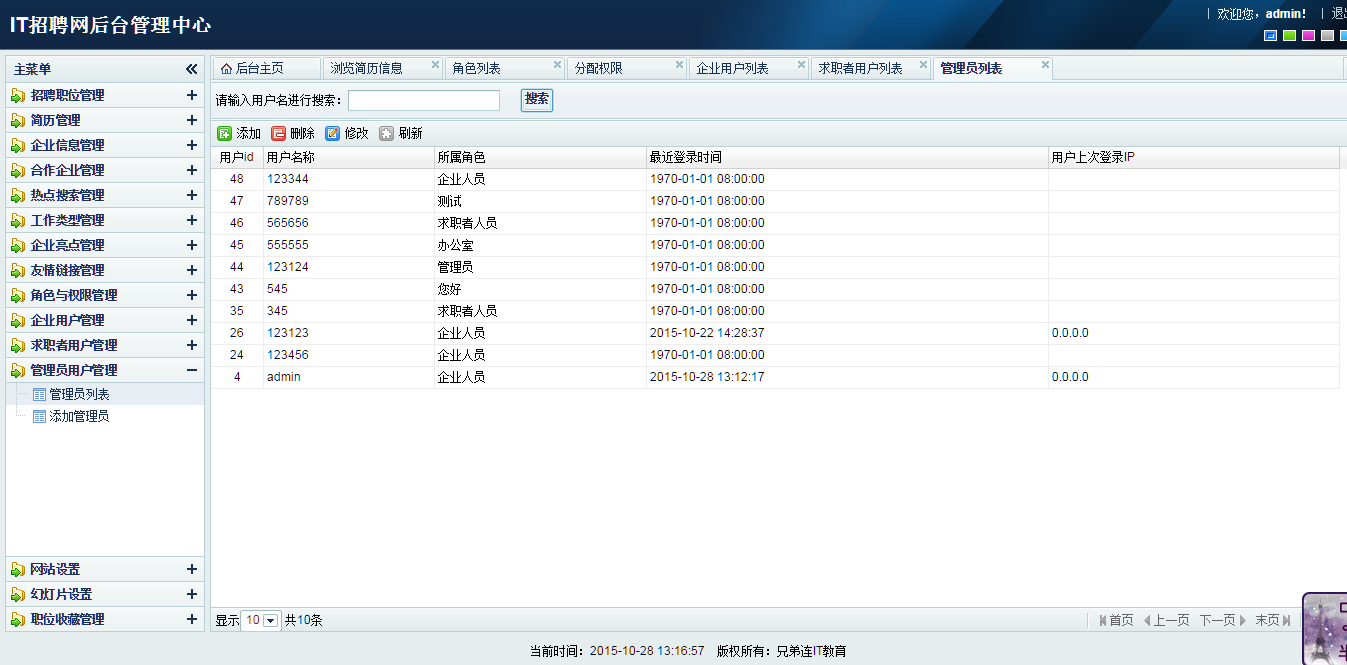 IT招聘网后台管理中心
| 欢迎您，admin! | 退出
主菜单
招聘职位管理
简历管理
企业信息管理
合作企业管理
热点搜索管理
工作类型管理
企业亮点管理
友情链接管理
角色与权限管理
企业用户管理
求职者用户管理
管理员用户管理
管理员列表
添加管理员
网站设置
幻灯片设置
职位收藏管理
后台主页 浏览简历信息 角色列表 分配权限 企业用户列表 求职者用户列表 管理员列表
请输入用户名进行搜索： 搜索
添加 删除 修改 刷新
用户id 用户名称 所属角色 最近登录时间 用户上次登录IP
48 123344 企业人员 1970-01-01 08:00:00
47 789789 测试 1970-01-01 08:00:00
46 565656 求职者人员 1970-01-01 08:00:00
45 555555 办公室 1970-01-01 08:00:00
44 123124 管理员 1970-01-01 08:00:00
43 545 您好 1970-01-01 08:00:00
35 345 求职者人员 1970-01-01 08:00:00
26 123123 企业人员 2015-10-22 14:28:37 0.0.0.0
24 123456 企业人员 1970-01-01 08:00:00
4 admin 企业人员 2015-10-28 13:12:17 0.0.0.0
显示 10 共10条 首页 上一页 下一页 末页
当前时间：2015-10-28 13:16:57 版权所有：兄弟连IT教育